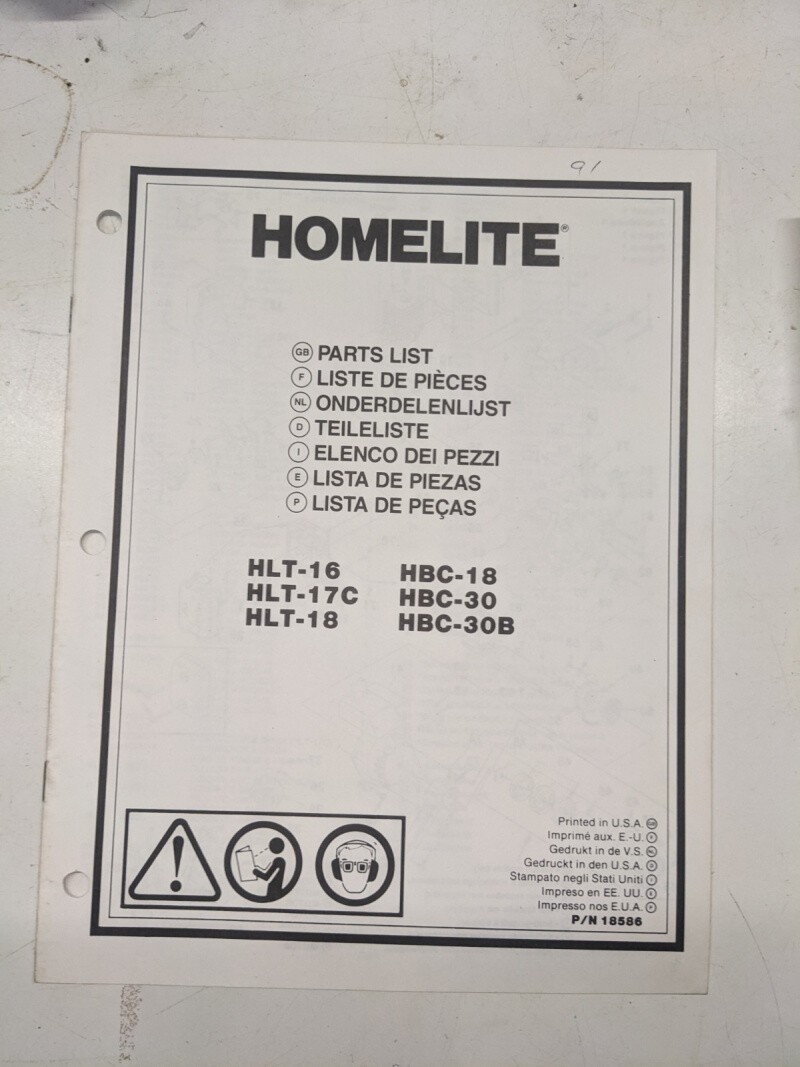 91
HOMELITE®
GB PARTS LIST
F LISTE DE PIÈCES
NL ONDERDELENLIJST
D TEILELISTE
I ELENCO DEI PEZZI
E LISTA DE PIEZAS
P LISTA DE PEÇAS
HLT-16 HBC-18
HLT-17C HBC-30
HLT-18 HBC-30B
Printed in U.S.A. GB
Imprimé aux. E.-U. F
Gedrukt in de V.S. NL
Gedruckt in den U.S.A. D
Stampato negli Stati Uniti I
Impreso en EE. UU. E
Impresso nos E.U.A. P
P/N 18586